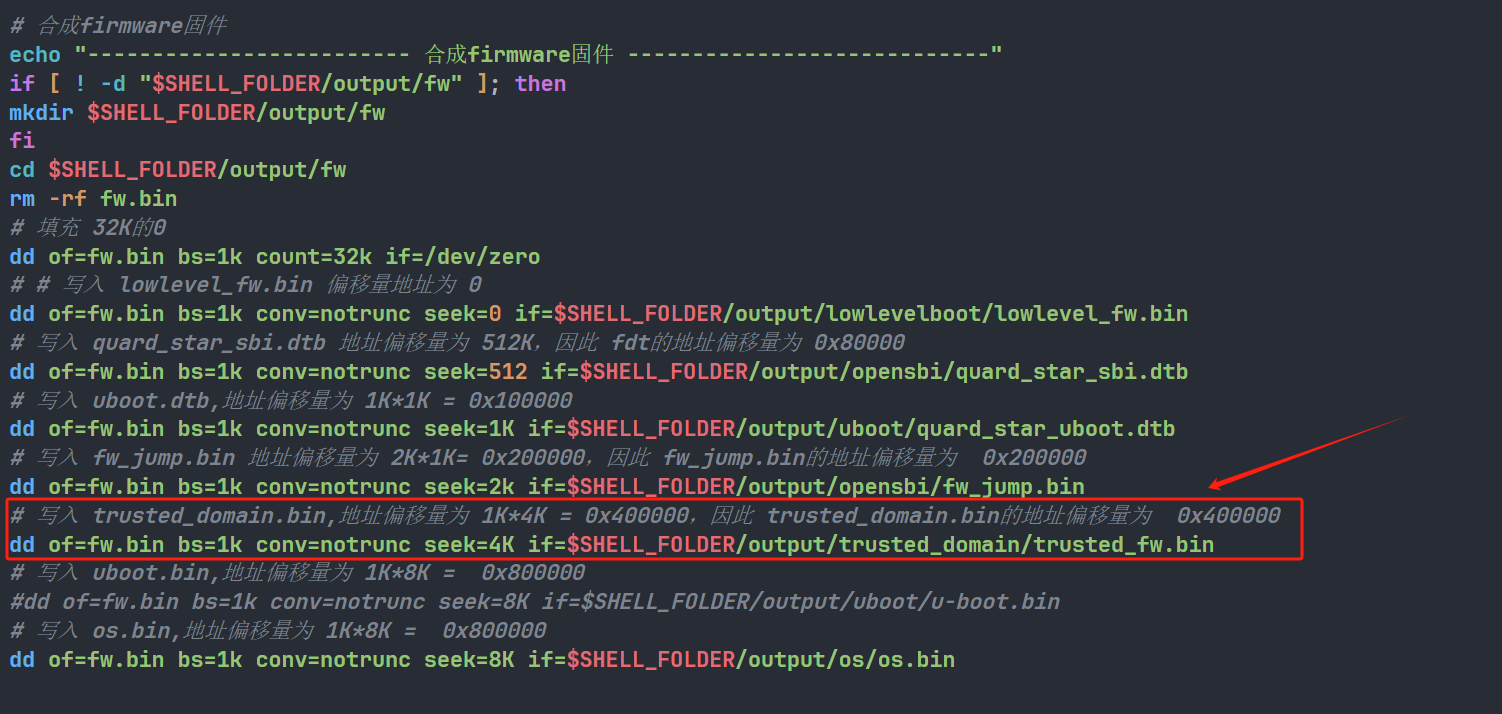 # 合成firmware固件
echo "------------------------- 合成firmware固件 ----------------------------"
if [ ! -d "$SHELL_FOLDER/output/fw" ]; then
mkdir $SHELL_FOLDER/output/fw
fi
cd $SHELL_FOLDER/output/fw
rm -rf fw.bin
# 填充 32K的0
dd of=fw.bin bs=1k count=32k if=/dev/zero
# # 写入 lowlevel_fw.bin 偏移量地址为 0
dd of=fw.bin bs=1k conv=notrunc seek=0 if=$SHELL_FOLDER/output/lowlevelboot/lowlevel_fw.bin
# 写入 quard_star_sbi.dtb 地址偏移量为 512K，因此 fdt的地址偏移量为 0x80000
dd of=fw.bin bs=1k conv=notrunc seek=512 if=$SHELL_FOLDER/output/opensbi/quard_star_sbi.dtb
# 写入 uboot.dtb,地址偏移量为 1K*1K = 0x100000
dd of=fw.bin bs=1k conv=notrunc seek=1K if=$SHELL_FOLDER/output/uboot/quard_star_uboot.dtb
# 写入 fw_jump.bin 地址偏移量为 2K*1K= 0x200000，因此 fw_jump.bin的地址偏移量为  0x200000
dd of=fw.bin bs=1k conv=notrunc seek=2k if=$SHELL_FOLDER/output/opensbi/fw_jump.bin
# 写入 trusted_domain.bin,地址偏移量为 1K*4K = 0x400000，因此 trusted_domain.bin的地址偏移量为  0x400000
dd of=fw.bin bs=1k conv=notrunc seek=4K if=$SHELL_FOLDER/output/trusted_domain/trusted_fw.bin
# 写入 uboot.bin,地址偏移量为 1K*8K =  0x800000
#dd of=fw.bin bs=1k conv=notrunc seek=8K if=$SHELL_FOLDER/output/uboot/u-boot.bin
# 写入 os.bin,地址偏移量为 1K*8K =  0x800000
dd of=fw.bin bs=1k conv=notrunc seek=8K if=$SHELL_FOLDER/output/os/os.bin